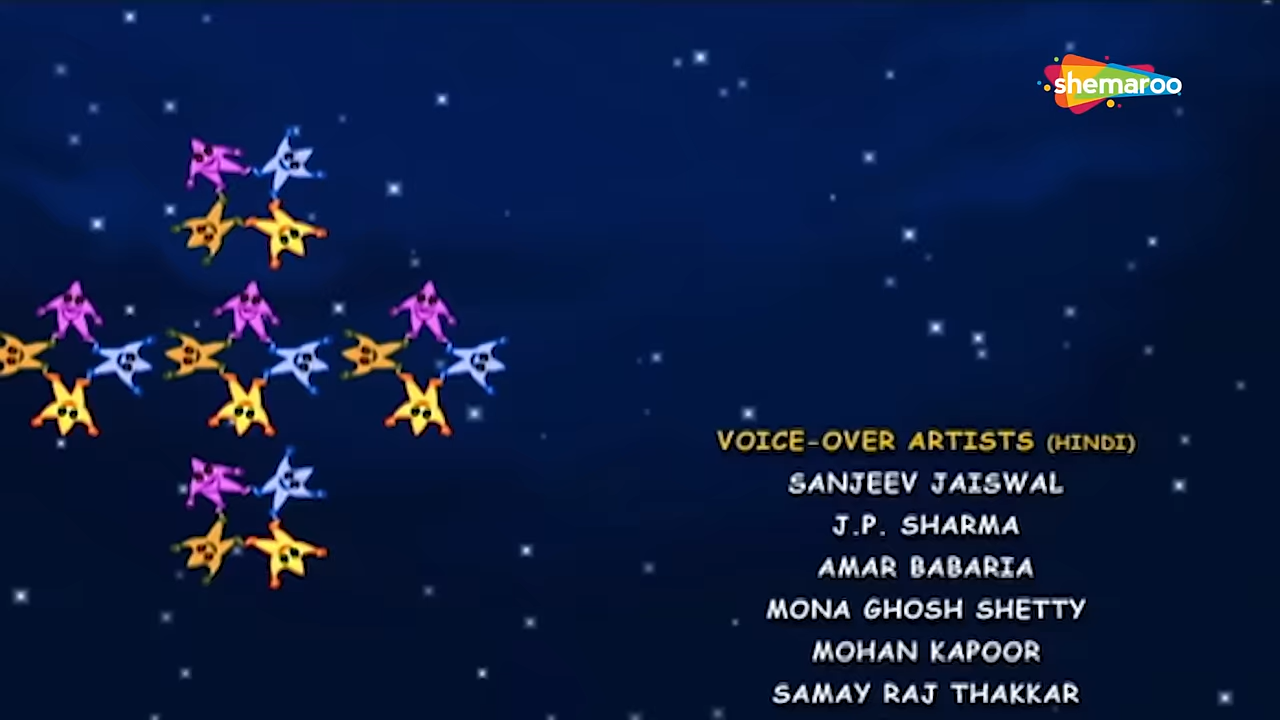 shemaroo
VOICE-OVER ARTISTS (HINDI)
SANJEEV JAISWAL
J.P. SHARMA
AMAR BABARIA
MONA GHOSH SHETTY
MOHAN KAPOOR
SAMAY RAJ THAKKAR